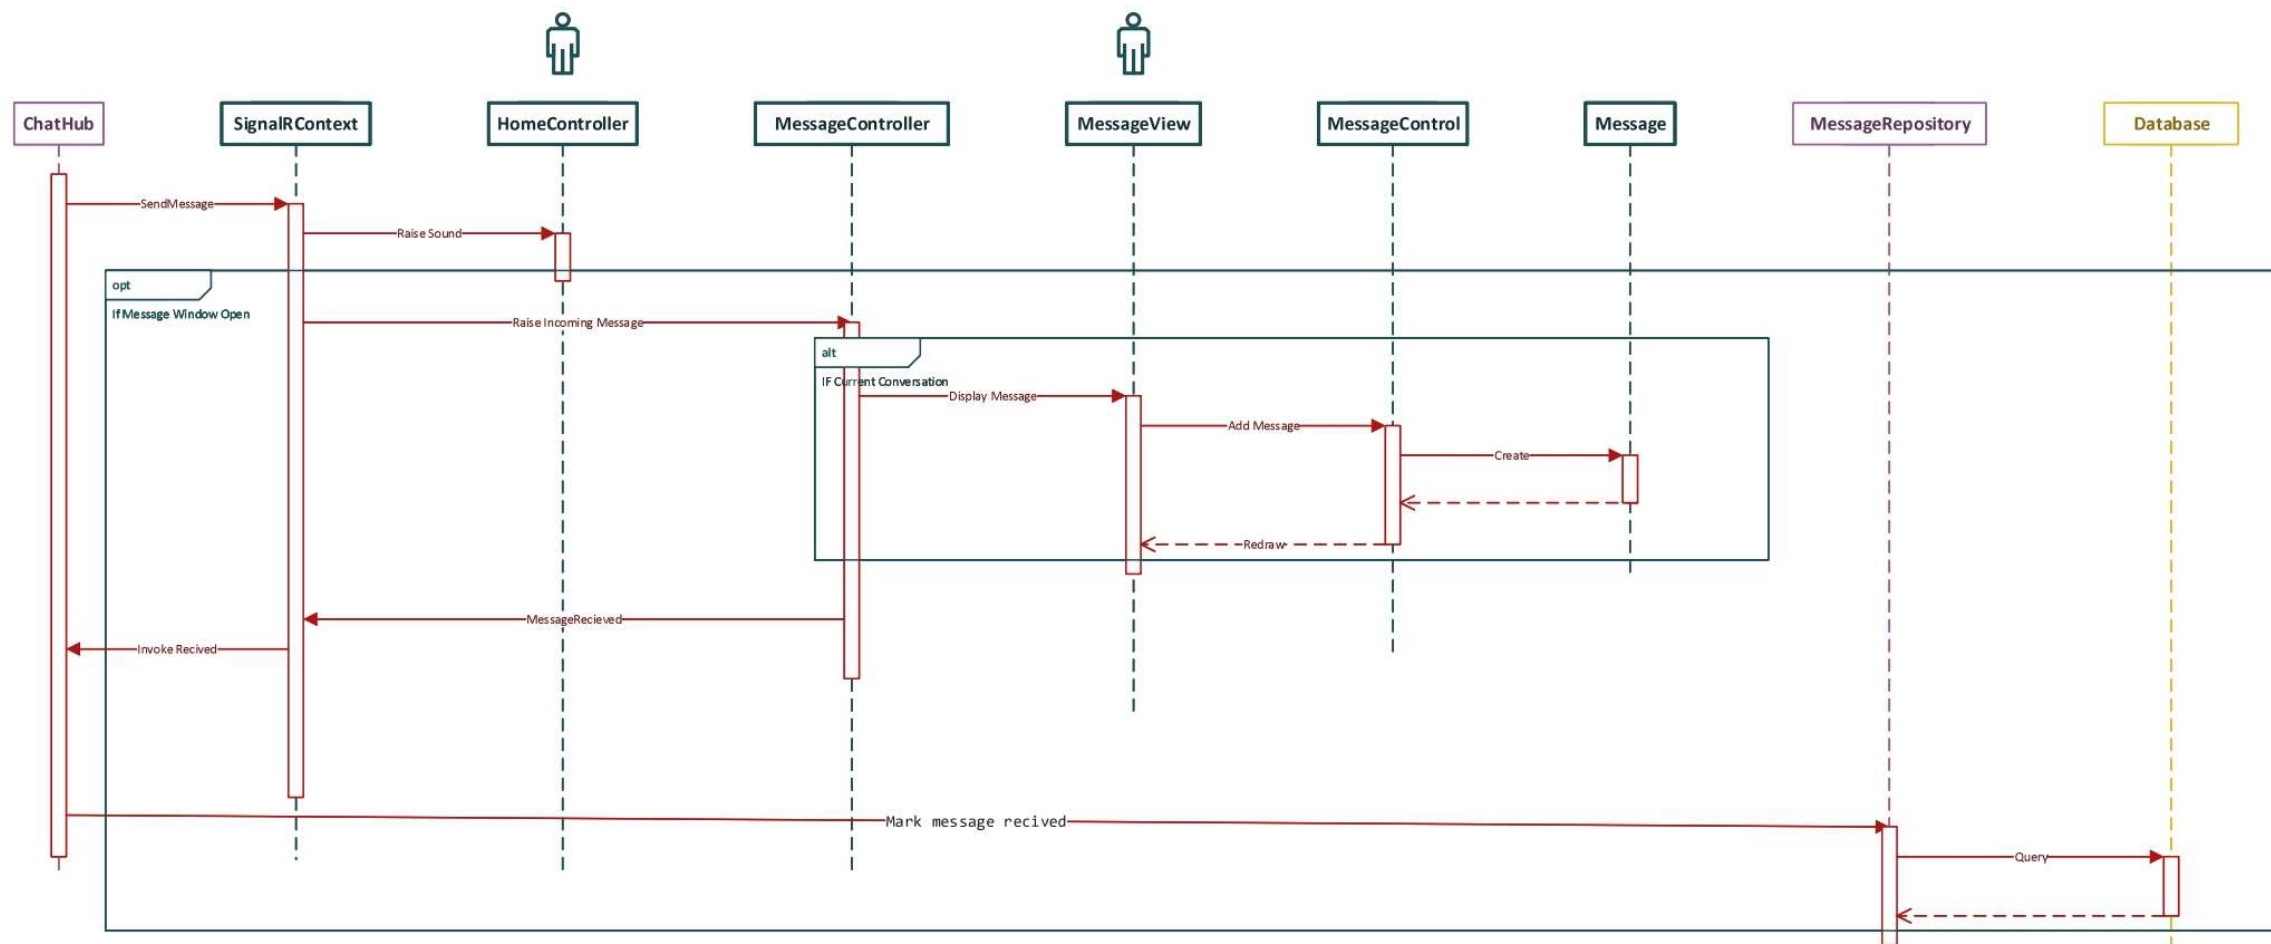 ChatHub
SignalRContext
HomeController
MessageController
MessageView
MessageControl
Message
MessageRepository
Database
SendMessage
Raise Sound
opt
If Message Window Open
Raise Incoming Message
alt
IF Current Conversation
Display Message
Add Message
Create
Redraw
MessageRecieved
Invoke Recived
Mark message recived
Query